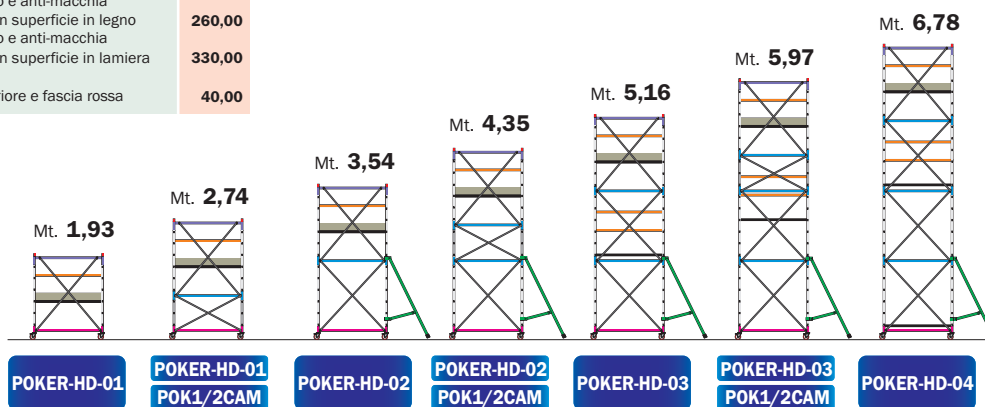 e anti-macchia
n superficie in legno
260,00
o e anti-macchia
n superficie in lamiera
330,00
riore e fascia rossa
40,00
Mt. 1,93
Mt. 2,74
Mt. 3,54
Mt. 4,35
Mt. 5,16
Mt. 5,97
Mt. 6,78
POKER-HD-01
POKER-HD-01
POK1/2CAM
POKER-HD-02
POKER-HD-02
POK1/2CAM
POKER-HD-03
POKER-HD-03
POK1/2CAM
POKER-HD-04